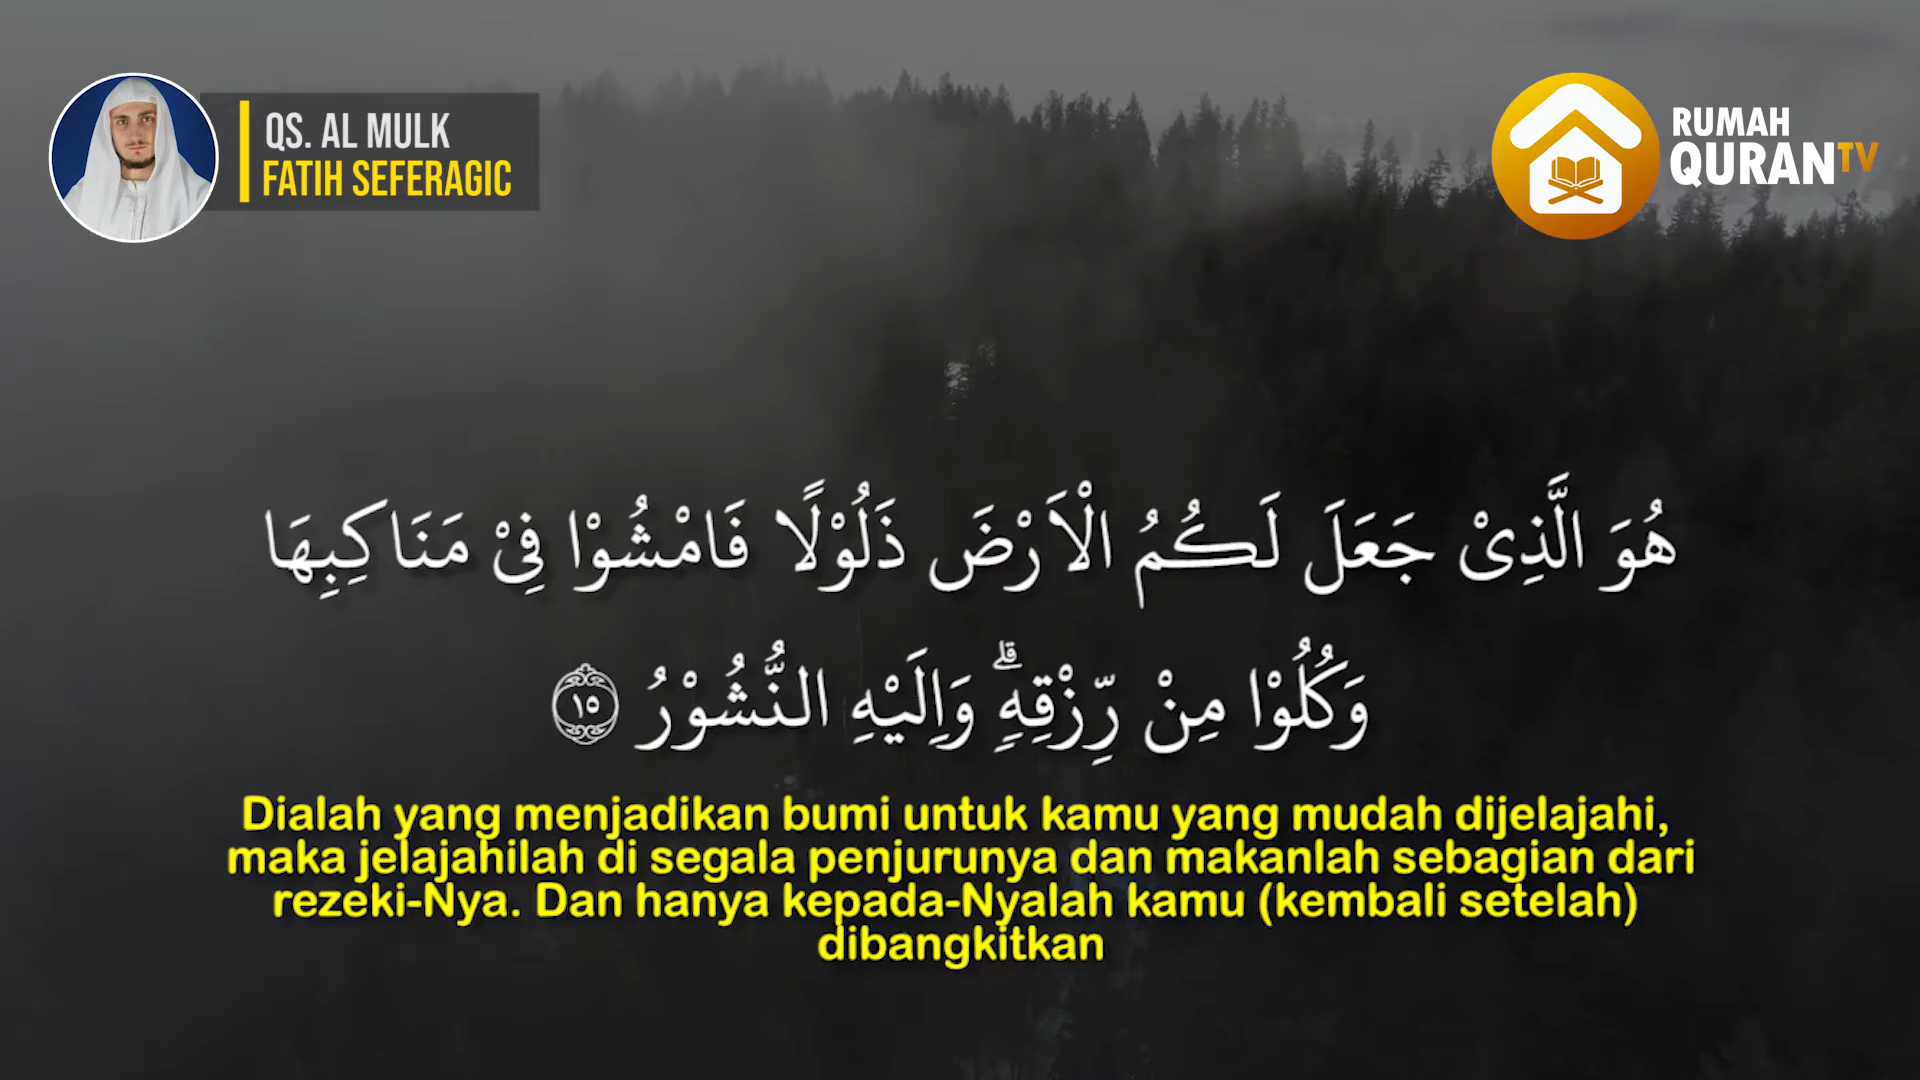 QS. AL MULK
FATIH SEFERAGIC
RUMAH
QURANTV
هُوَ الَّذِيْ جَعَلَ لَكُمُ الْاَرْضَ ذَلُوْلًا فَامْشُوْا فِيْ مَنَاكِبِهَا
وَكُلُوْا مِنْ رِّزْقِهٖۗ وَاِلَيْهِ النُّشُوْرُ ١٥
Dialah yang menjadikan bumi untuk kamu yang mudah dijelajahi,
maka jelajahilah di segala penjurunya dan makanlah sebagian dari
rezeki-Nya. Dan hanya kepada-Nyalah kamu (kembali setelah)
dibangkitkan